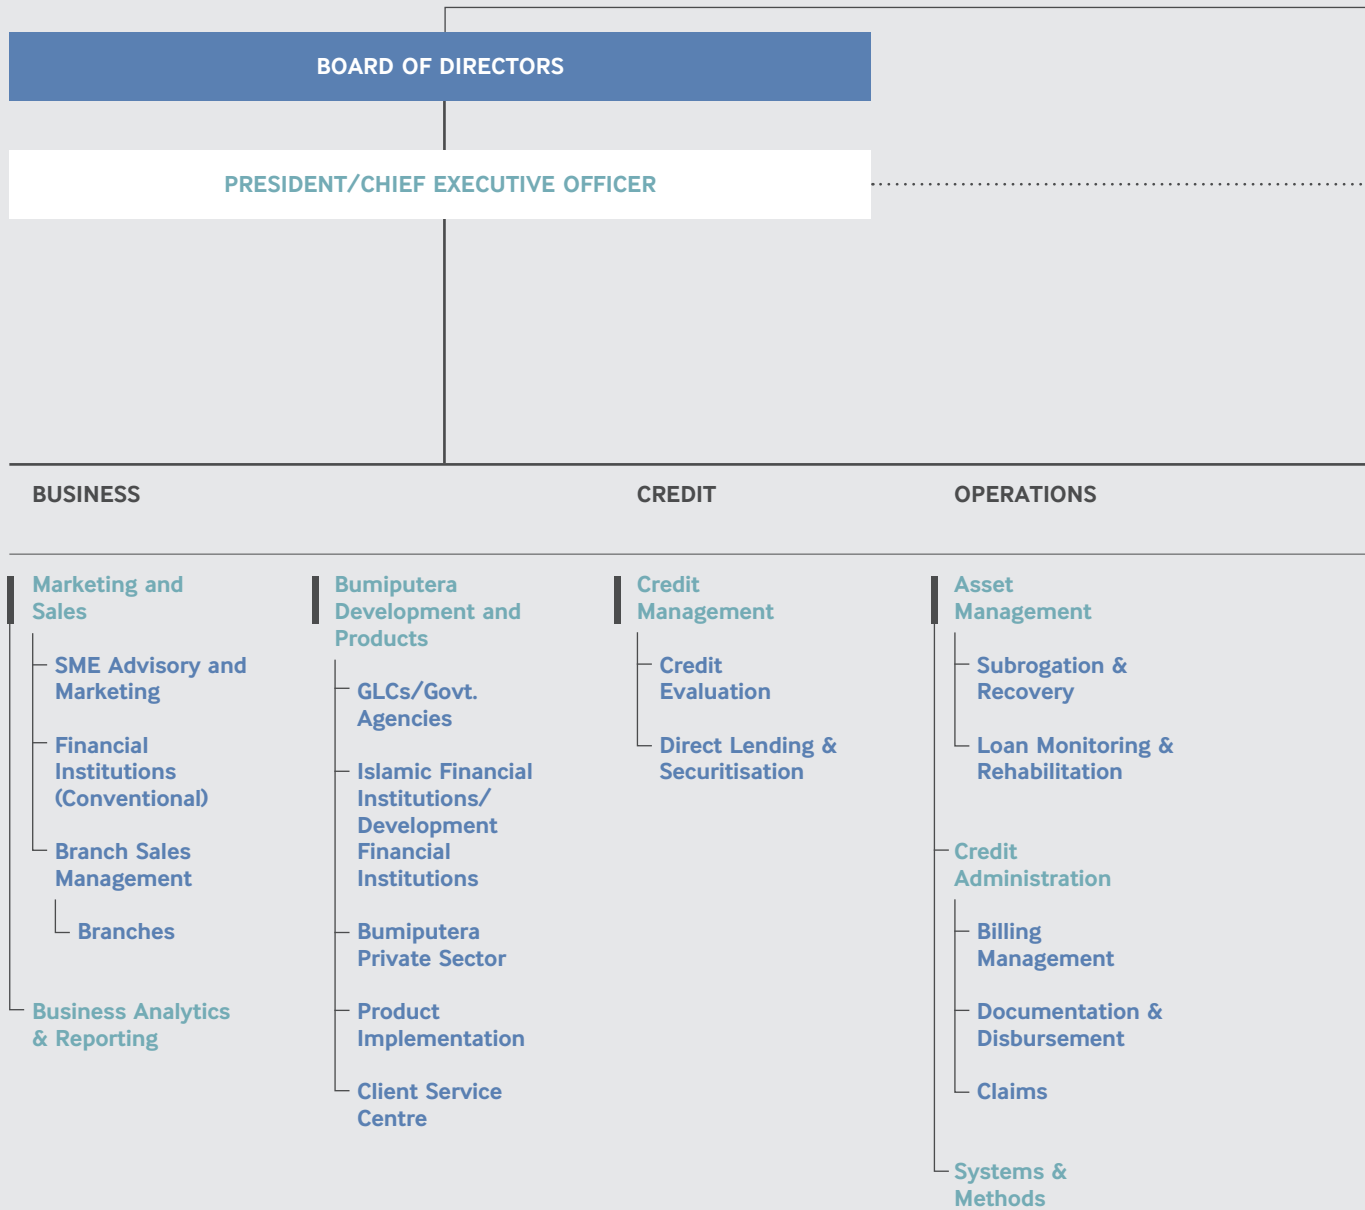 BOARD OF DIRECTORS
PRESIDENT/CHIEF EXECUTIVE OFFICER
BUSINESS
CREDIT
OPERATIONS
Marketing and
Sales
SME Advisory and
Marketing
Financial
Institutions
(Conventional)
Branch Sales
Management
Branches
Business Analytics
& Reporting
Bumiputera
Development and
Products
GLCs/Govt.
Agencies
Islamic Financial
Institutions/
Development
Financial
Institutions
Bumiputera
Private Sector
Product
Implementation
Client Service
Centre
Credit
Management
Credit
Evaluation
Direct Lending &
Securitisation
Asset
Management
Subrogation &
Recovery
Loan Monitoring &
Rehabilitation
Credit
Administration
Billing
Management
Documentation &
Disbursement
Claims
Systems &
Methods